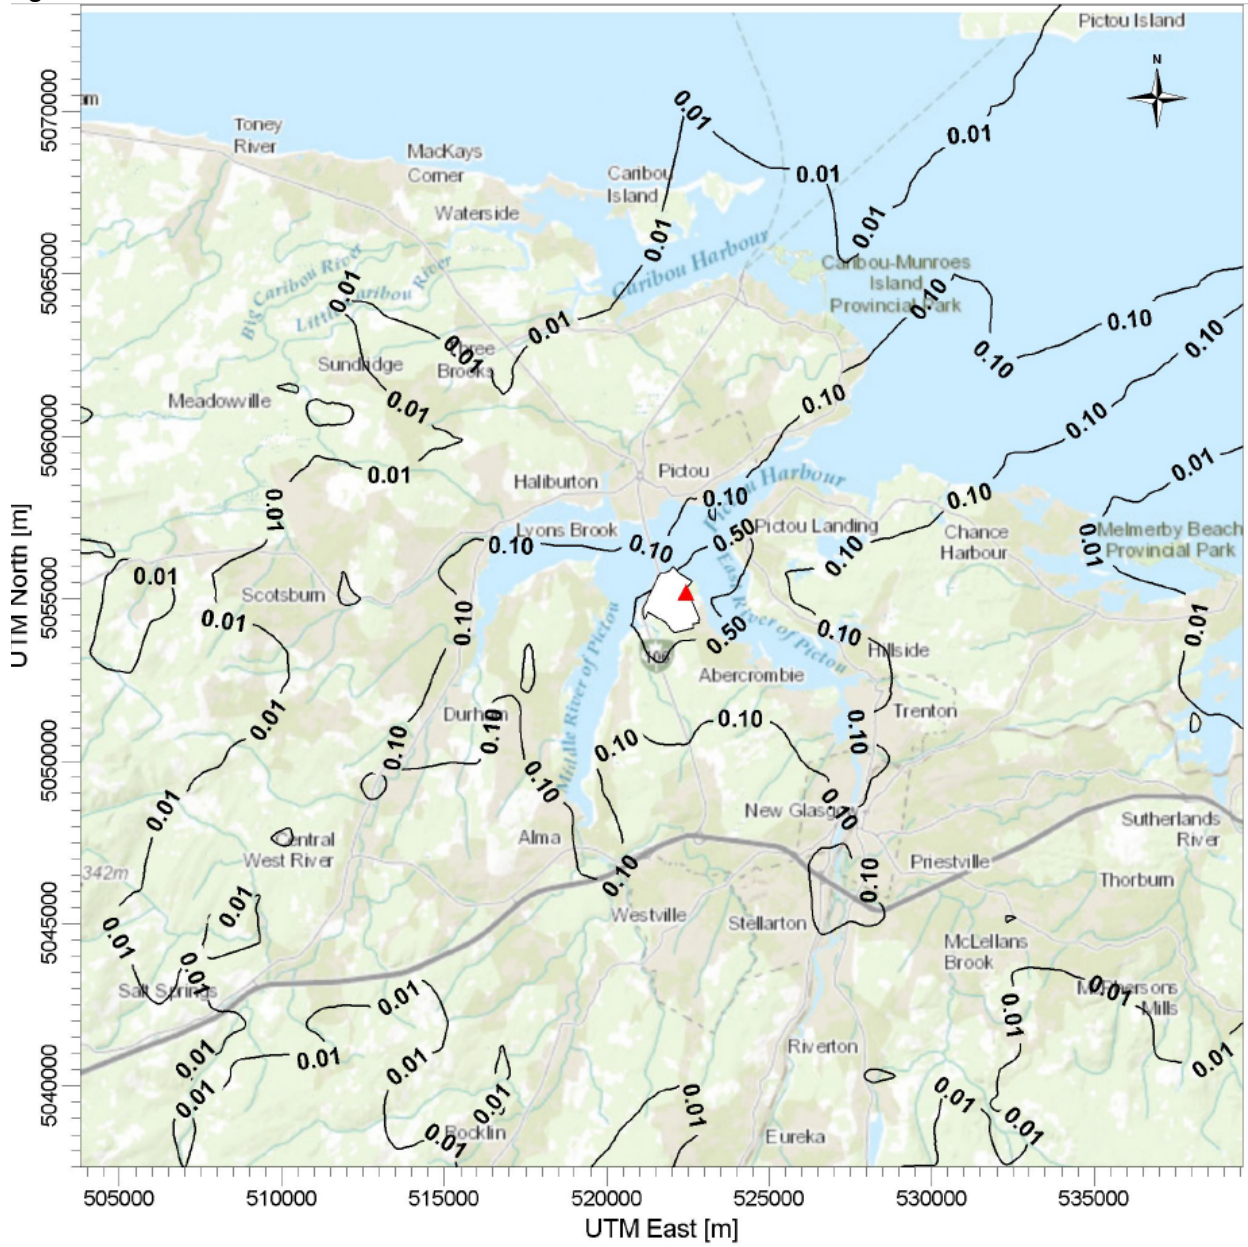 Pictou Island
N
5070000
Toney
River
MacKays
Corner
Waterside
Caribou
Island
0.01
0.01
0.01
0.01
0.01
5065000
Caribou Harbour
Caribou-Munroes
Island
Provincial Park
Big Caribou River
Little Caribou River
0.01
0.01
0.01
0.10
0.10
0.10
0.10
Three
Brooks
Sundridge
Meadowville
0.01
0.10
0.10
5060000
0.01
0.01
Haliburton
Pictou
Pictou Harbour
0.10
0.10
0.01
Lyons Brook
0.10
0.10
0.50
Pictou Landing
0.10
Chance
Harbour
0.01
Melmerby Beach
Provincial Park
5055000
0.01
Scotsburn
0.01
0.10
East River of Pictou
0.50
0.10
0.01
106
Hillside
Abercrombie
Middle River of Pictou
0.01
Durham
0.10
0.10
0.10
0.10
0.10
Trenton
5050000
0.10
0.01
New Glasgow
0.10
Alma
Central
West River
Sutherlands
River
342m
0.10
0.10
Priestville
Thorburn
Westville
Stellarton
5045000
0.01
0.01
0.01
McLellans
Brook
McPhersons
Mills
0.01
0.01
Salt Springs
0.01
0.01
0.01
0.01
0.01
Riverton
0.01
5040000
0.01
0.01
0.01
0.01
0.01
0.01
Rocklin
Eureka
505000
510000
515000
520000
525000
530000
535000
UTM East [m]
UTM North [m]